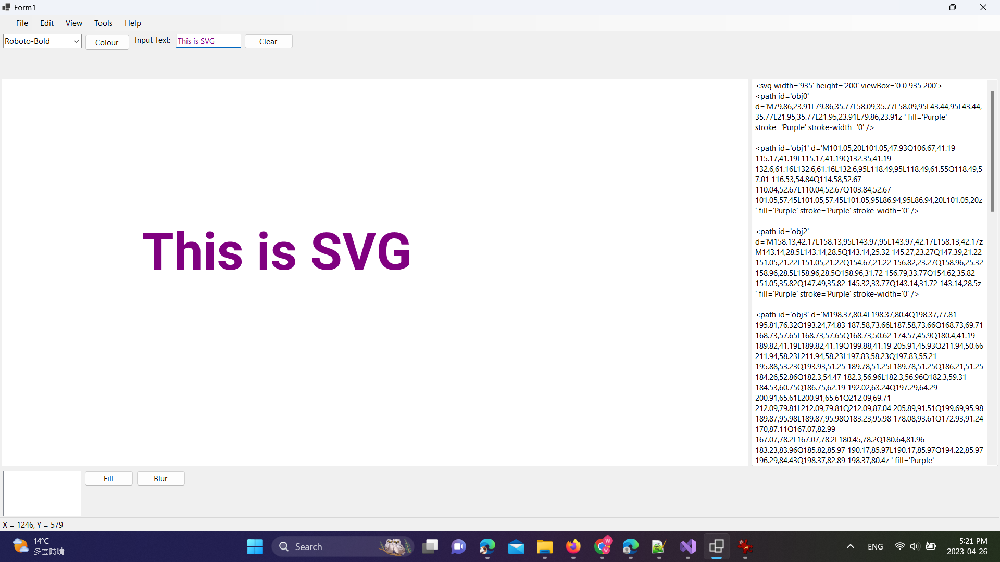 Form1
File Edit View Tools Help
Roboto-Bold Colour Input Text: This is SVG Clear
This is SVG
<svg width='935' height='200' viewBox='0 0 935 200'>
<path id='obj0'
d='M79.86,23.91L79.86,35.77L58.09,35.77L58.09,95L43.44,95L43.44,
35.77L21.95,35.77L21.95,23.91L79.86,23.91z ' fill='Purple'
stroke='Purple' stroke-width='0' />
<path id='obj1' d='M101.05,20L101.05,47.93Q106.67,41.19
115.17,41.19L115.17,41.19Q132.35,41.19
132.6,61.16L132.6,61.16L132.6,95L118.49,95L118.49,61.55Q118.49,5
7.01 116.53,54.84Q114.58,52.67
110.04,52.67L110.04,52.67Q103.84,52.67
101.05,57.45L101.05,57.45L101.05,95L86.94,95L86.94,20L101.05,20z
' fill='Purple' stroke='Purple' stroke-width='0' />
<path id='obj2'
d='M158.13,42.17L158.13,95L143.97,95L143.97,42.17L158.13,42.17z
M143.14,28.5L143.14,28.5Q143.14,25.32 145.27,23.27Q147.39,21.22
151.05,21.22L151.05,21.22Q154.67,21.22 156.82,23.27Q158.96,25.32
158.96,28.5L158.96,28.5Q158.96,31.72 156.79,33.77Q154.62,35.82
151.05,35.82Q147.49,35.82 145.32,33.77Q143.14,31.72 143.14,28.5z
' fill='Purple' stroke='Purple' stroke-width='0' />
<path id='obj3' d='M198.37,80.4L198.37,80.4Q198.37,77.81
195.81,76.32Q193.24,74.83 187.58,73.66L187.58,73.66Q168.73,69.71
168.73,57.65L168.73,57.65Q168.73,50.62 174.57,45.9Q180.4,41.19
189.82,41.19L189.82,41.19Q199.88,41.19 205.91,45.93Q211.94,50.66
211.94,58.23L211.94,58.23L197.83,58.23Q197.83,55.21
195.88,53.23Q193.93,51.25 189.78,51.25L189.78,51.25Q186.21,51.25
184.26,52.86Q182.3,54.47 182.3,56.96L182.3,56.96Q182.3,59.31
184.53,60.75Q186.75,62.19 192.02,63.24Q197.29,64.29
200.91,65.61L200.91,65.61Q212.09,69.71
212.09,79.81L212.09,79.81Q212.09,87.04 205.89,91.51Q199.69,95.98
189.87,95.98L189.87,95.98Q183.23,95.98 178.08,93.61Q172.93,91.24
170,87.11Q167.07,82.99
167.07,78.2L167.07,78.2L180.45,78.2Q180.64,81.96
183.23,83.96Q185.82,85.97 190.17,85.97L190.17,85.97Q194.22,85.97
196.29,84.43Q198.37,82.89 198.37,80.4z ' fill='Purple'
Fill Blur
X = 1246, Y = 579
14°C
多雲時晴
Search
W
W
64
ENG
5:21 PM
2023-04-26